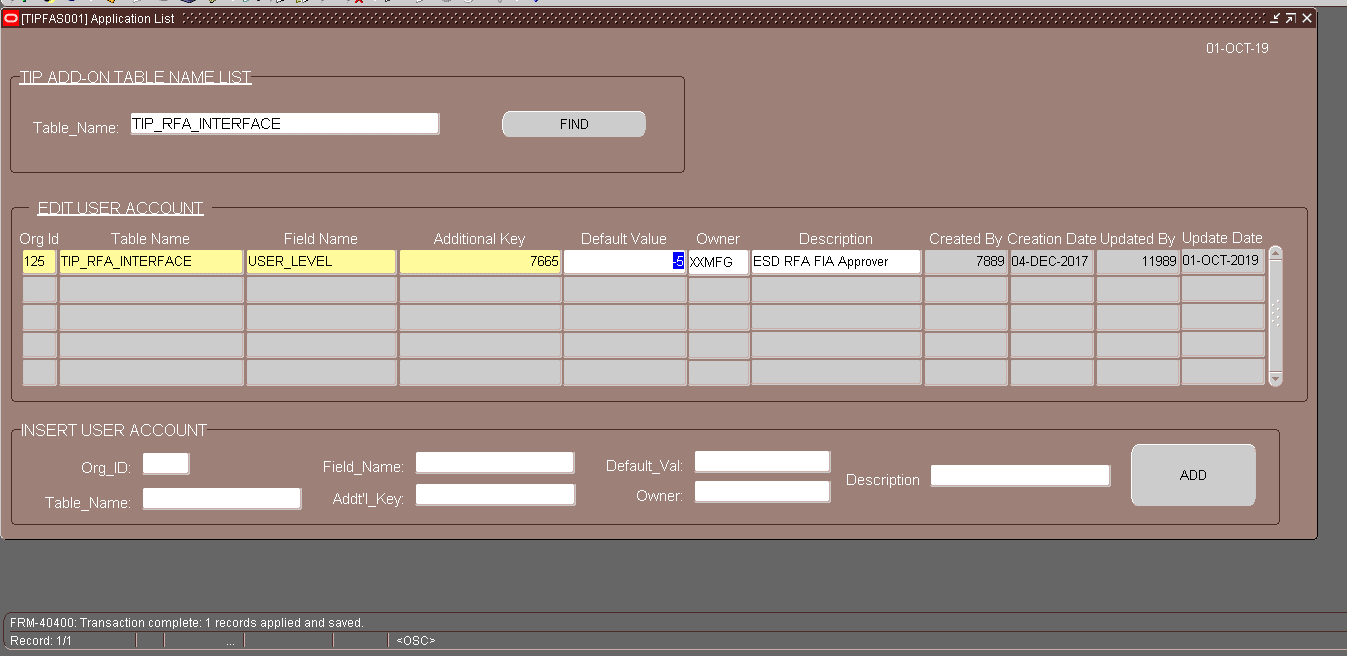 [TIPFAS001] Application List
01-OCT-19
TIP ADD-ON TABLE NAME LIST
Table_Name: TIP_RFA_INTERFACE FIND
EDIT USER ACCOUNT
Org Id Table Name Field Name Additional Key Default Value Owner Description Created By Creation Date Updated By Update Date
125 TIP_RFA_INTERFACE USER_LEVEL 7665 -5 XXMFG ESD RFA FIA Approver 7889 04-DEC-2017 11989 01-OCT-2019
INSERT USER ACCOUNT
Org_ID: Field_Name: Default_Val: Description ADD
Table_Name: Addt'l_Key: Owner:
FRM-40400: Transaction complete: 1 records applied and saved.
Record: 1/1 ... <OSC>